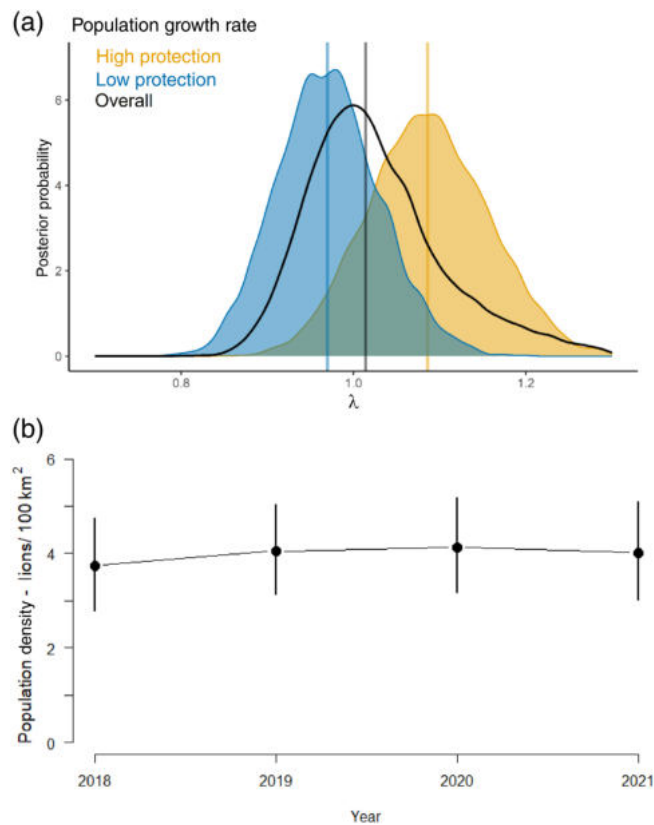 (a)
Population growth rate
High protection
Low protection
Overall
Posterior probability
6
4
2
0
0.8
1.0
1.2
λ
(b)
Population density - lions/ 100 km²
6
4
2
0
2018
2019
2020
2021
Year